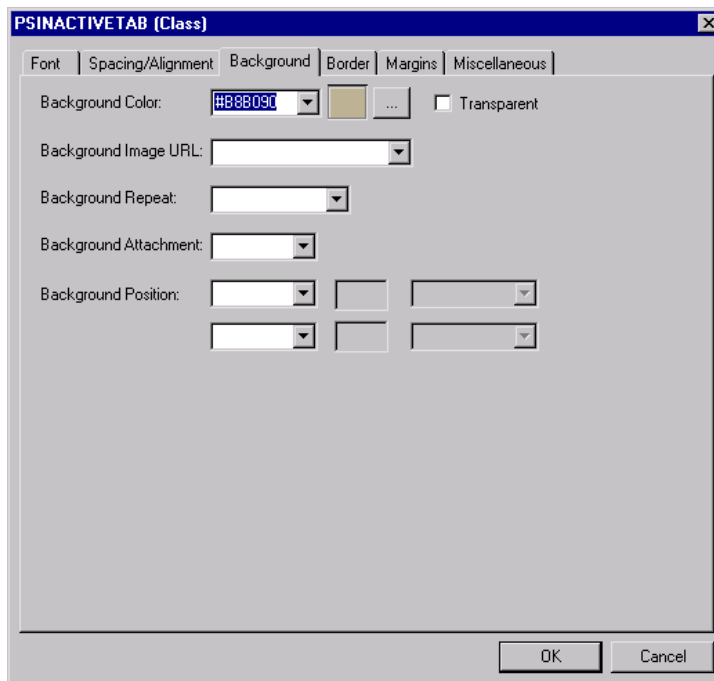 PSINACTIVETAB (Class)
Font Spacing/Alignment Background Border Margins Miscellaneous
Background Color: #B8B090 ... Transparent
Background Image URL:
Background Repeat:
Background Attachment:
Background Position:
OK Cancel